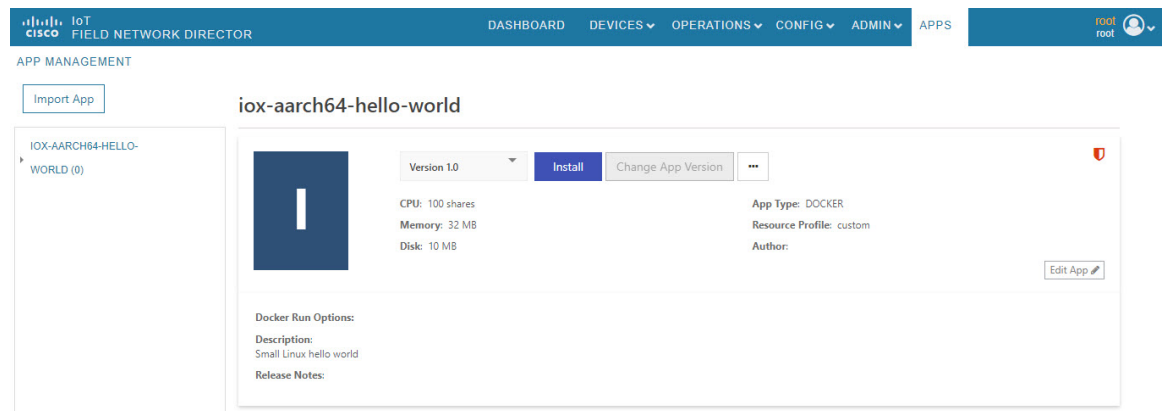 IoT
CISCO FIELD NETWORK DIRECTOR
DASHBOARD DEVICES OPERATIONS CONFIG ADMIN APPS
root
root
APP MANAGEMENT
Import App
IOX-AARCH64-HELLO-
WORLD (0)
iox-aarch64-hello-world
I
Version 1.0 Install Change App Version •••
CPU: 100 shares
Memory: 32 MB
Disk: 10 MB
App Type: DOCKER
Resource Profile: custom
Author:
Edit App
Docker Run Options:
Description:
Small Linux hello world
Release Notes: